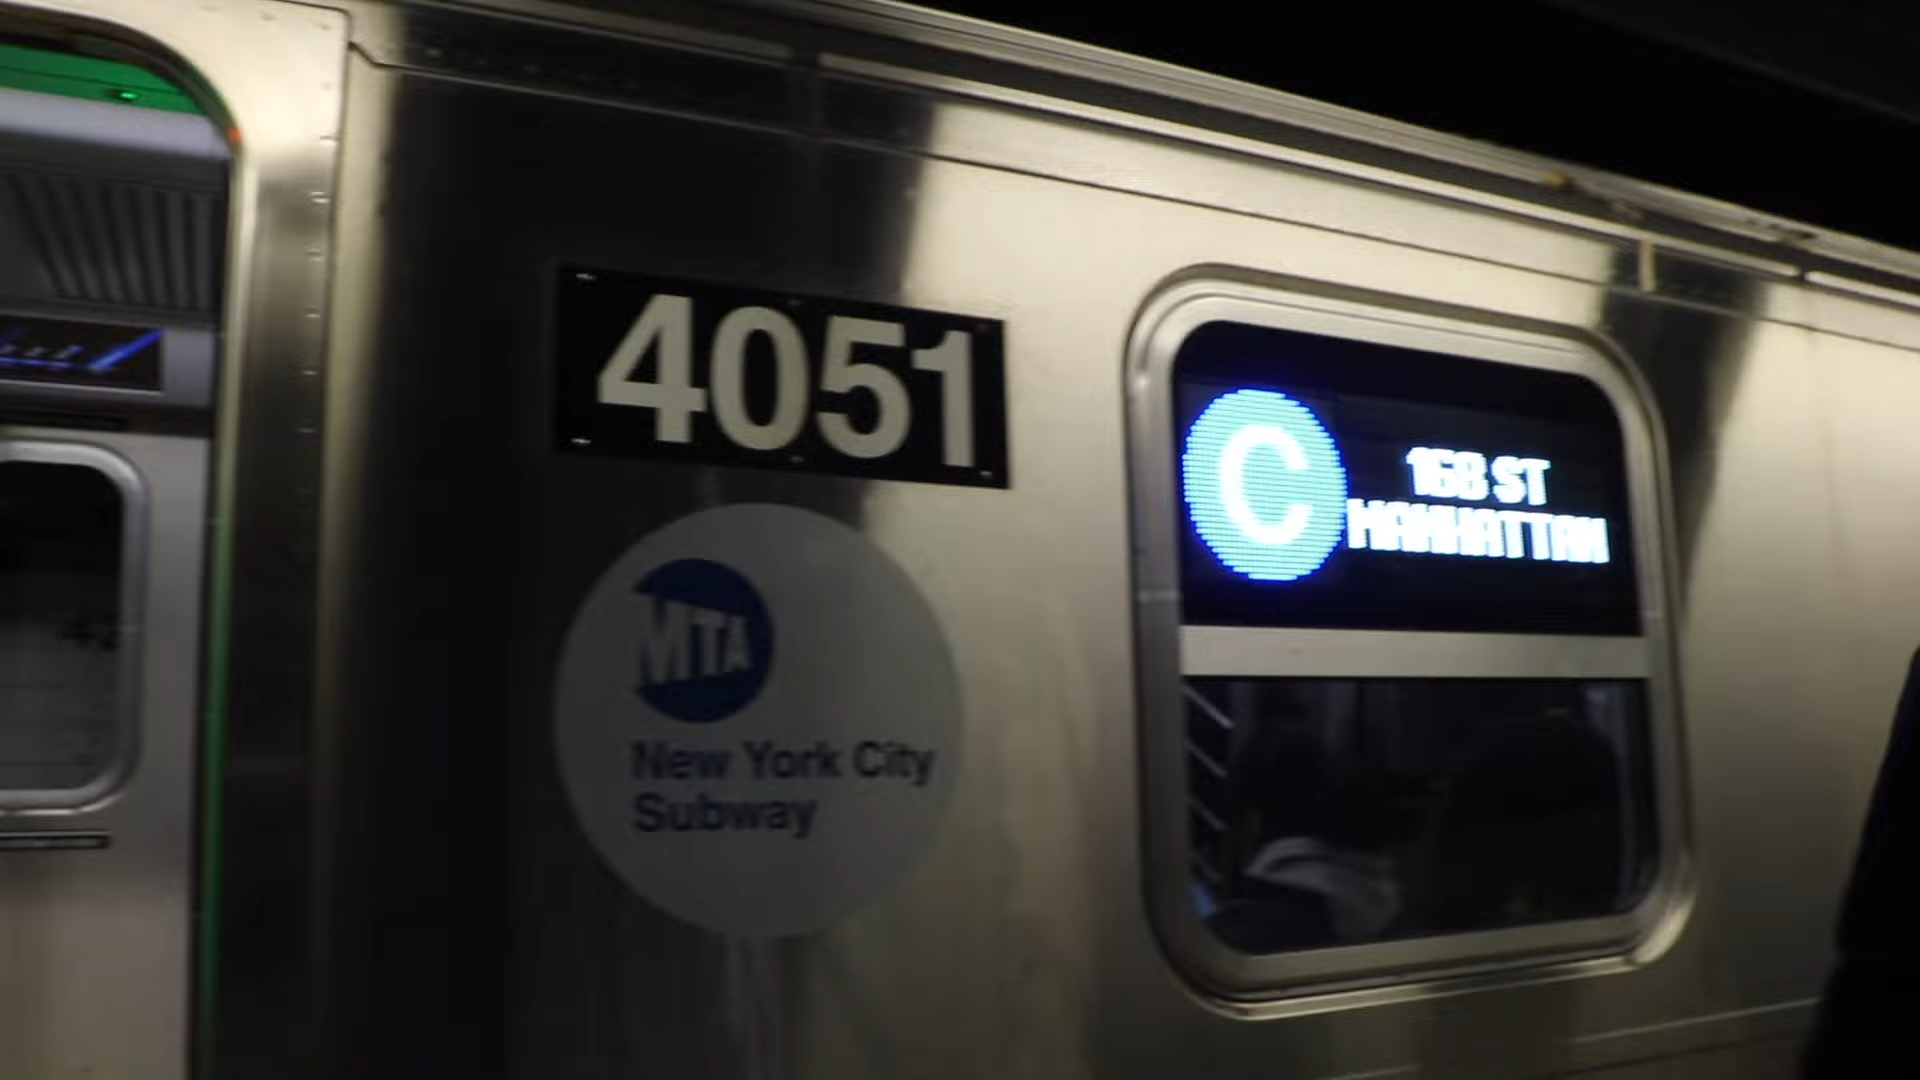 4051
C
168 ST
MANHATTAN
MTA
New York City
Subway